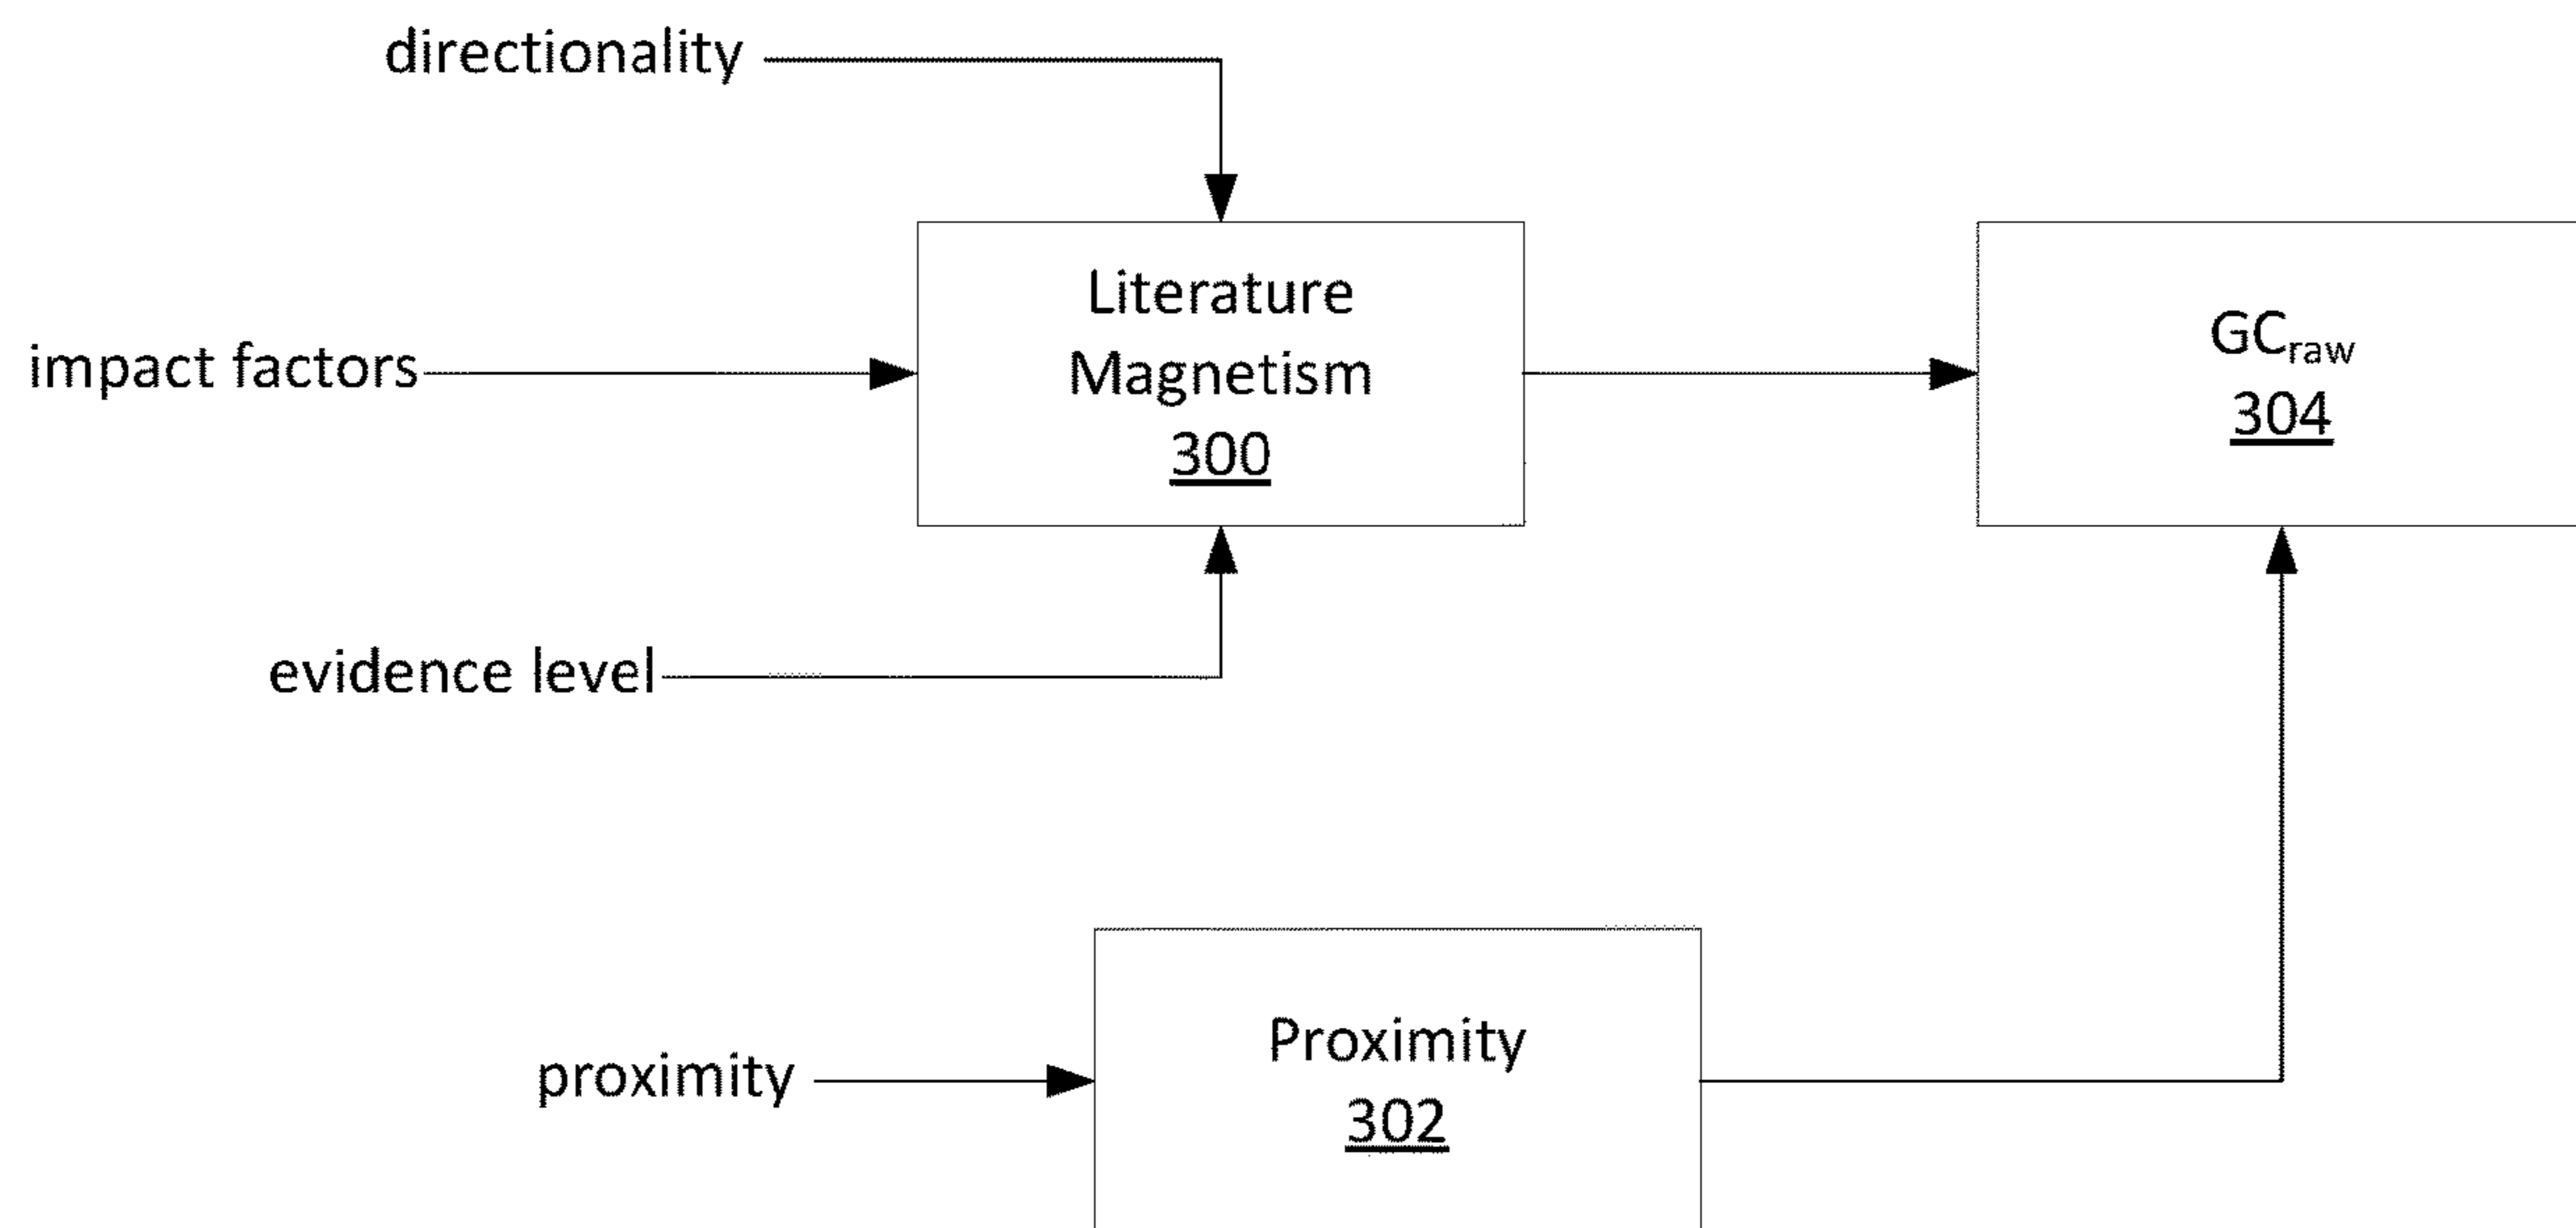 directionality
impact factors
Literature
Magnetism
300
GCraw
304
evidence level
proximity
Proximity
302